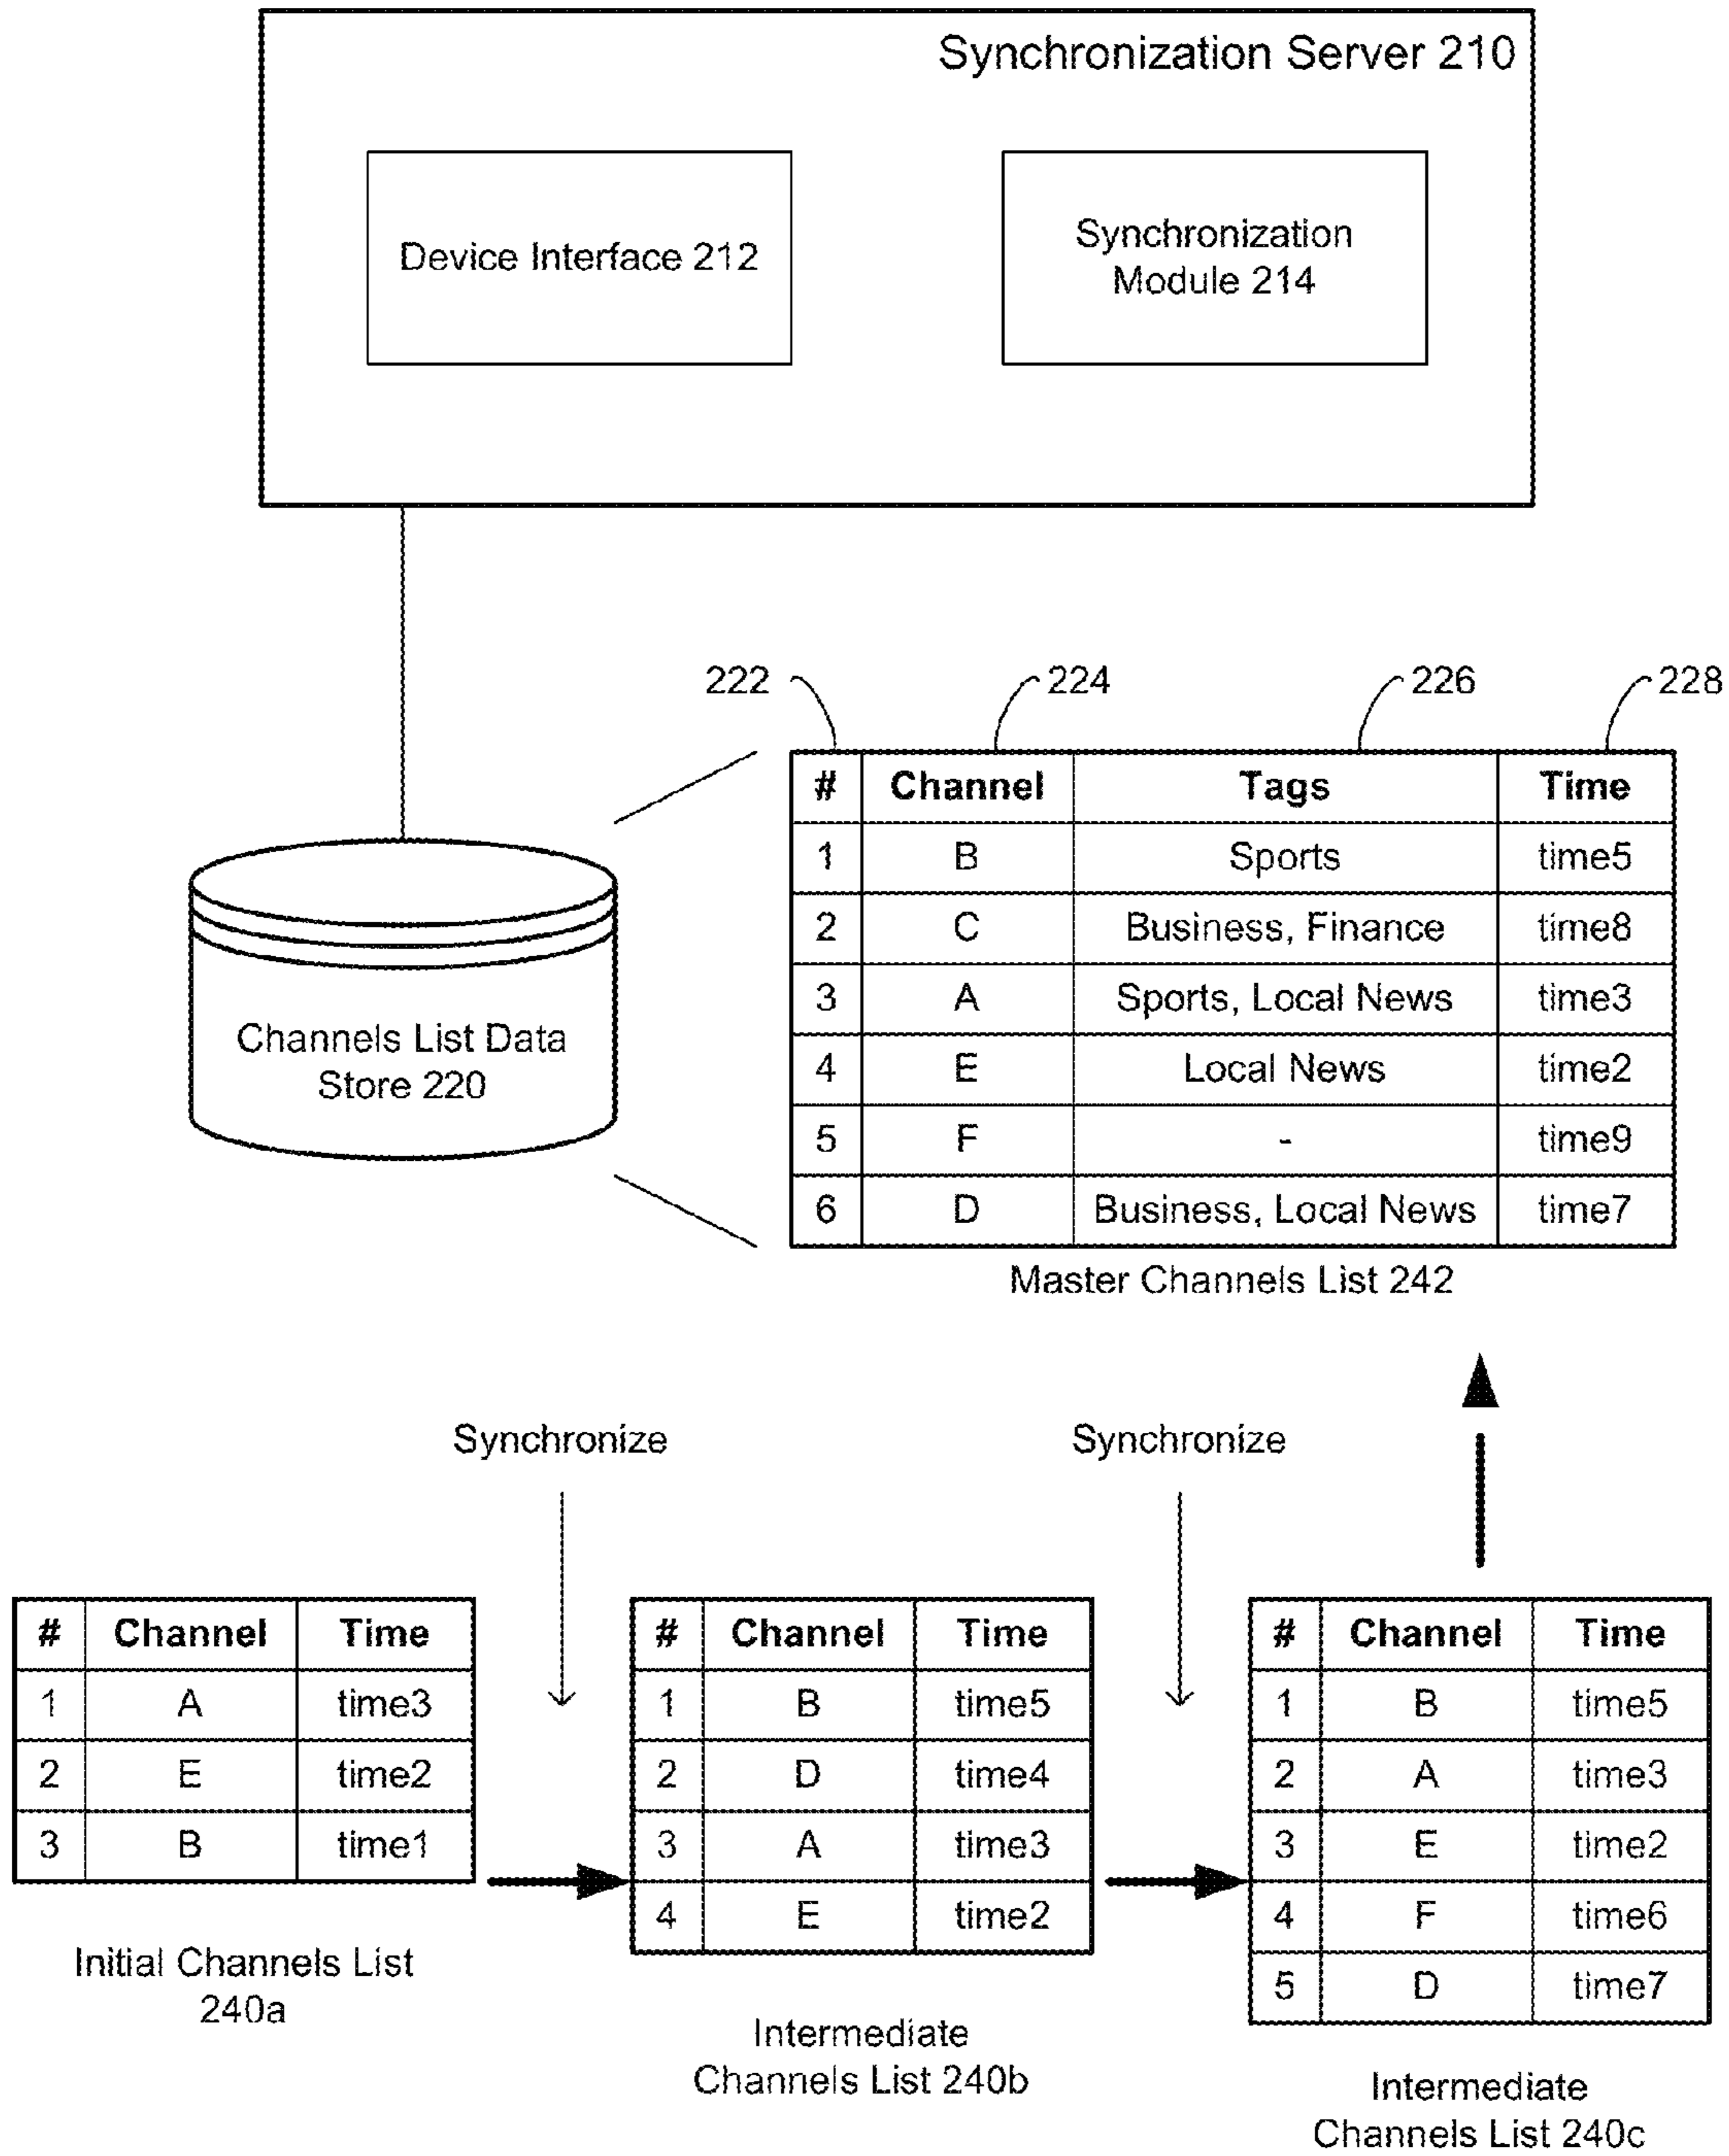 Synchronization Server 210
Device Interface 212
Synchronization
Module 214
222
224
226
228
# Channel Tags Time
1 B Sports time5
2 C Business, Finance time8
3 A Sports, Local News time3
4 E Local News time2
5 F - time9
6 D Business, Local News time7
Channels List Data
Store 220
Master Channels List 242
Synchronize
Synchronize
# Channel Time
1 A time3
2 E time2
3 B time1
Initial Channels List
240a
# Channel Time
1 B time5
2 D time4
3 A time3
4 E time2
Intermediate
Channels List 240b
# Channel Time
1 B time5
2 A time3
3 E time2
4 F time6
5 D time7
Intermediate
Channels List 240c